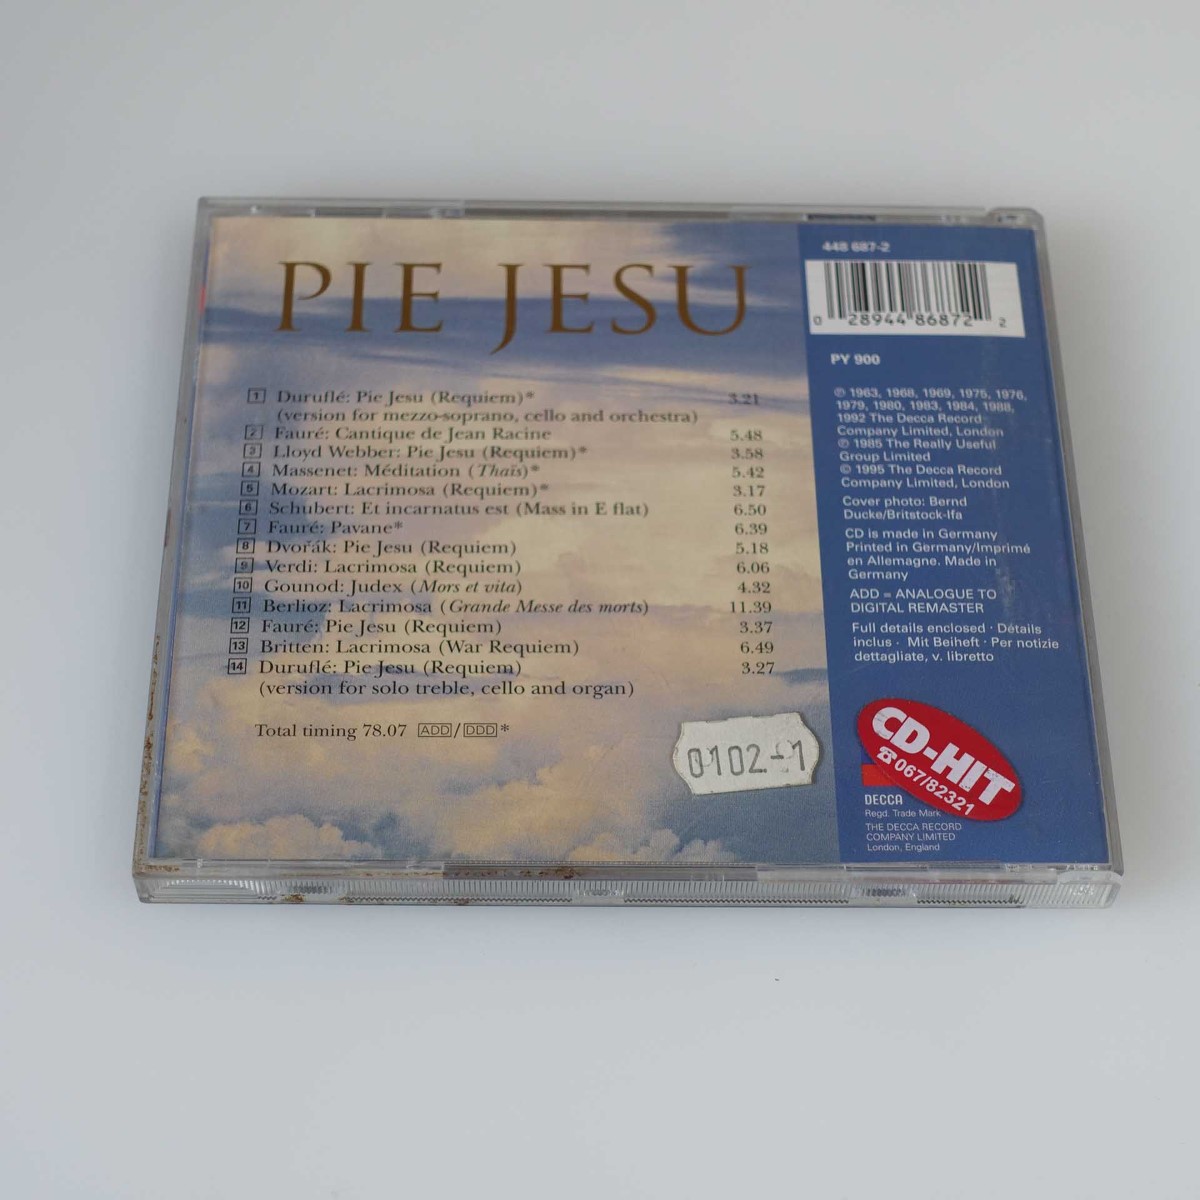 PIE JESU
1 Duruflé: Pie Jesu (Requiem)* 3.21
(version for mezzo-soprano, cello and orchestra)
2 Fauré: Cantique de Jean Racine 5.48
3 Lloyd Webber: Pie Jesu (Requiem)* 3.58
4 Massenet: Méditation (Thaïs)* 5.42
5 Mozart: Lacrimosa (Requiem)* 3.17
6 Schubert: Et incarnatus est (Mass in E flat) 6.50
7 Fauré: Pavane* 6.39
8 Dvořák: Pie Jesu (Requiem) 5.18
9 Verdi: Lacrimosa (Requiem) 6.06
10 Gounod: Judex (Mors et vita) 4.32
11 Berlioz: Lacrimosa (Grande Messe des morts) 11.39
12 Fauré: Pie Jesu (Requiem) 3.37
13 Britten: Lacrimosa (War Requiem) 6.49
14 Duruflé: Pie Jesu (Requiem) 3.27
(version for solo treble, cello and organ)
Total timing 78.07 ADD/DDD*
0102-1
448 687-2
0 28944 86872 2
PY 900
℗ 1963, 1968, 1969, 1975, 1976,
1979, 1980, 1983, 1984, 1988,
1992 The Decca Record
Company Limited, London
℗ 1985 The Really Useful
Group Limited
© 1995 The Decca Record
Company Limited, London
Cover photo: Bernd
Ducke/Britstock-Ifa
CD is made in Germany
Printed in Germany/Imprimé
en Allemagne. Made in
Germany
ADD = ANALOGUE TO
DIGITAL REMASTER
Full details enclosed · Détails
inclus · Mit Beiheft · Per notizie
dettagliate, v. libretto
CD-HIT
☎067/82321
DECCA
Regd. Trade Mark
THE DECCA RECORD
COMPANY LIMITED
London, England